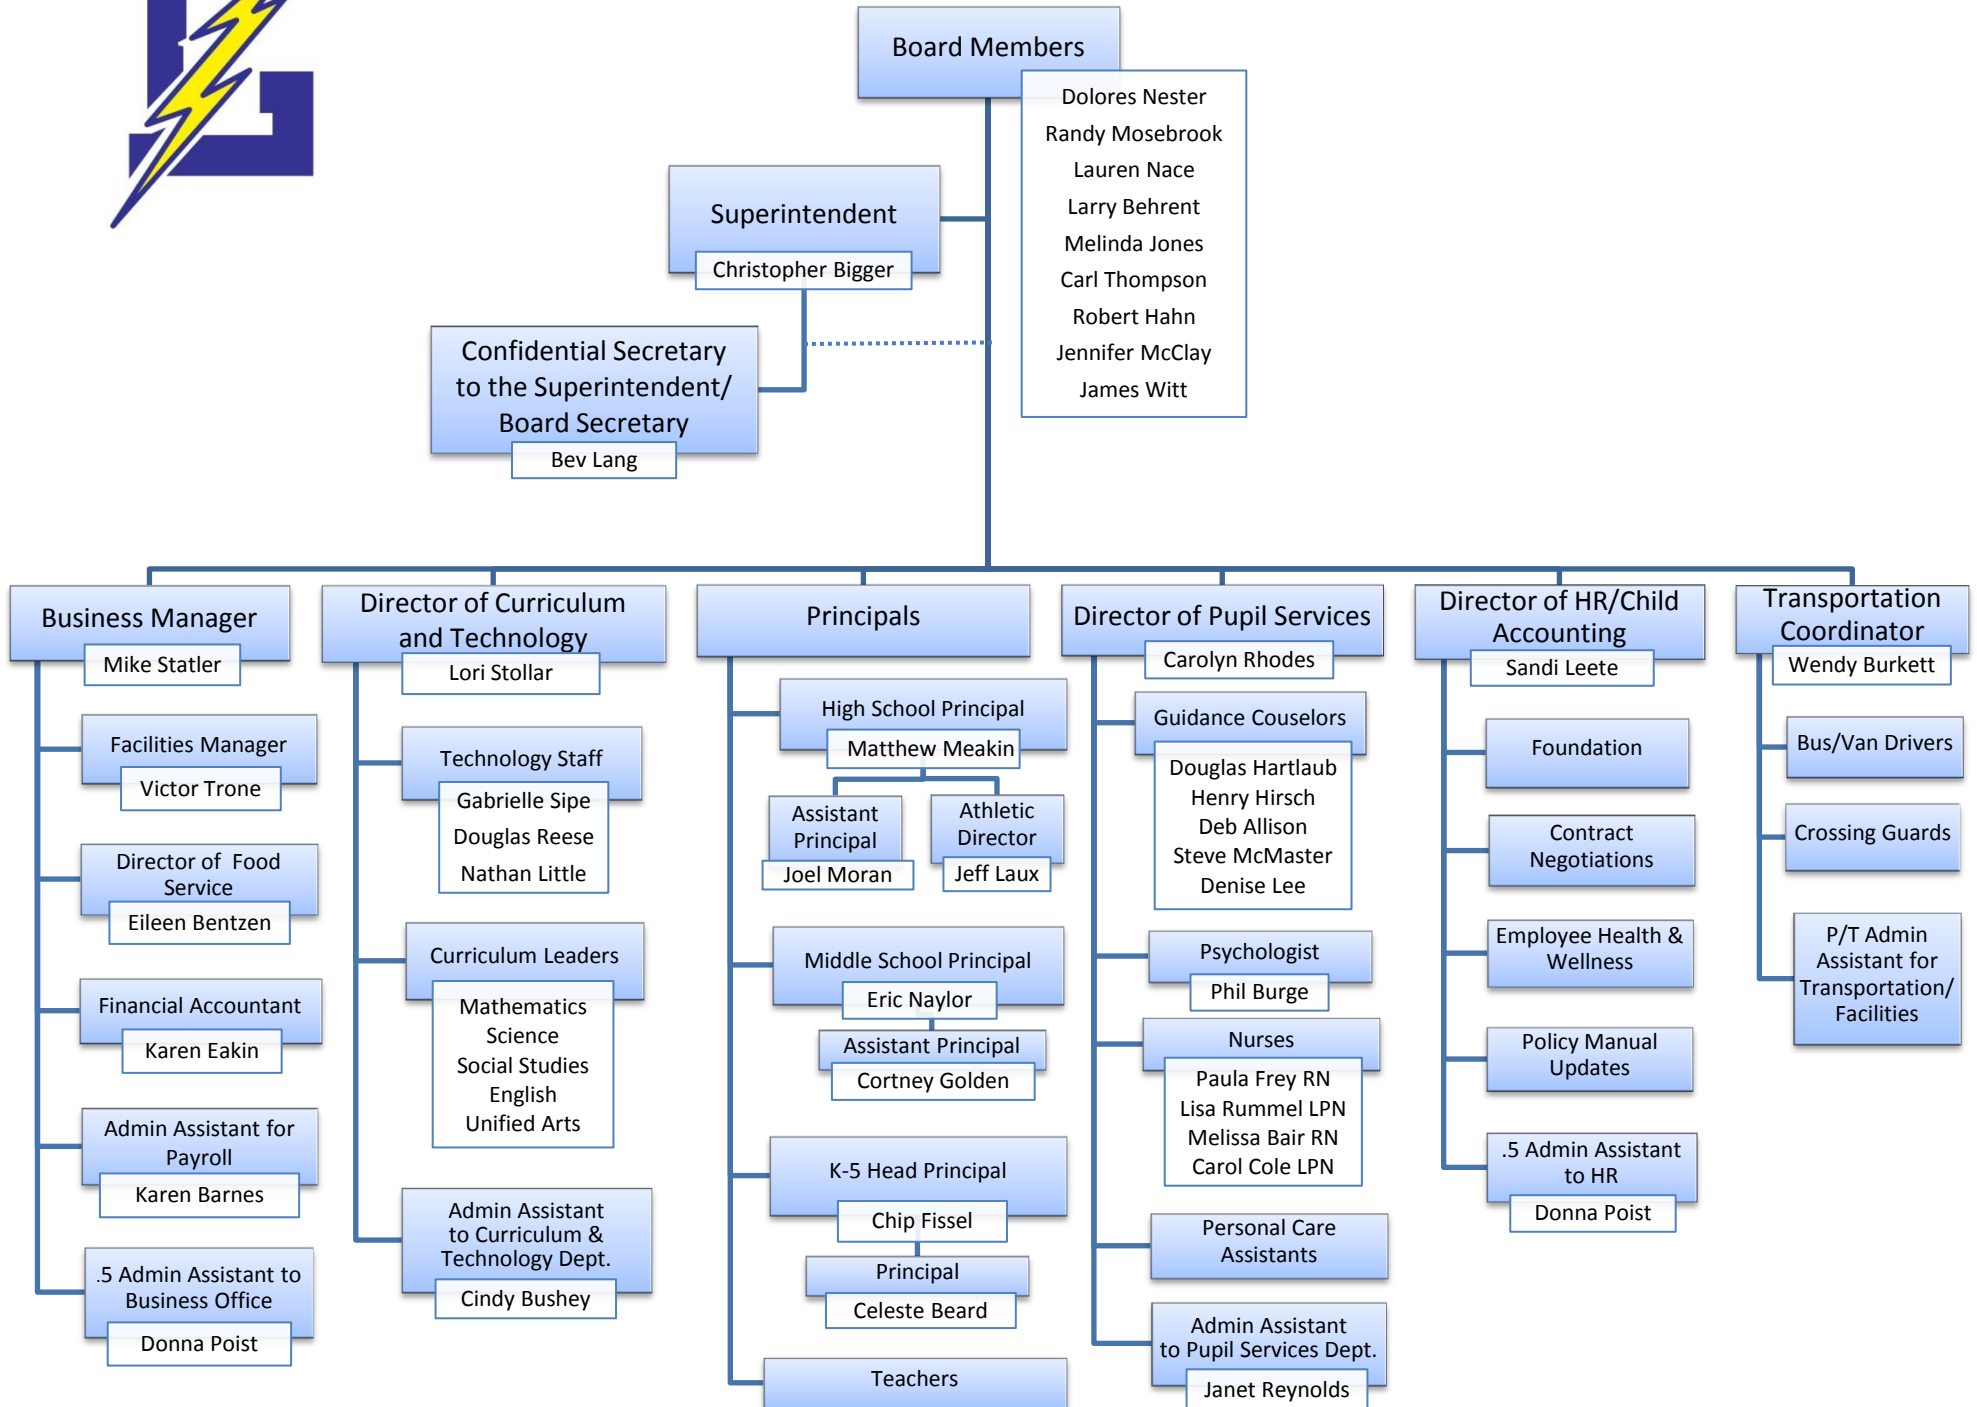 Board Members
Dolores Nester
Randy Mosebrook
Lauren Nace
Larry Behrent
Melinda Jones
Carl Thompson
Robert Hahn
Jennifer McClay
James Witt
Superintendent
Christopher Bigger
Confidential Secretary
to the Superintendent/
Board Secretary
Bev Lang
Business Manager
Mike Statler
Facilities Manager
Victor Trone
Director of Food
Service
Eileen Bentzen
Financial Accountant
Karen Eakin
Admin Assistant for
Payroll
Karen Barnes
.5 Admin Assistant to
Business Office
Donna Poist
Director of Curriculum
and Technology
Lori Stollar
Technology Staff
Gabrielle Sipe
Douglas Reese
Nathan Little
Curriculum Leaders
Mathematics
Science
Social Studies
English
Unified Arts
Admin Assistant
to Curriculum &
Technology Dept.
Cindy Bushey
Principals
High School Principal
Matthew Meakin
Assistant
Principal
Joel Moran
Athletic
Director
Jeff Laux
Middle School Principal
Eric Naylor
Assistant Principal
Cortney Golden
K-5 Head Principal
Chip Fissel
Principal
Celeste Beard
Teachers
Director of Pupil Services
Carolyn Rhodes
Guidance Couselors
Douglas Hartlaub
Henry Hirsch
Deb Allison
Steve McMaster
Denise Lee
Psychologist
Phil Burge
Nurses
Paula Frey RN
Lisa Rummel LPN
Melissa Bair RN
Carol Cole LPN
Personal Care
Assistants
Admin Assistant
to Pupil Services Dept.
Janet Reynolds
Director of HR/Child
Accounting
Sandi Leete
Foundation
Contract
Negotiations
Employee Health &
Wellness
Policy Manual
Updates
.5 Admin Assistant
to HR
Donna Poist
Transportation
Coordinator
Wendy Burkett
Bus/Van Drivers
Crossing Guards
P/T Admin
Assistant for
Transportation/
Facilities